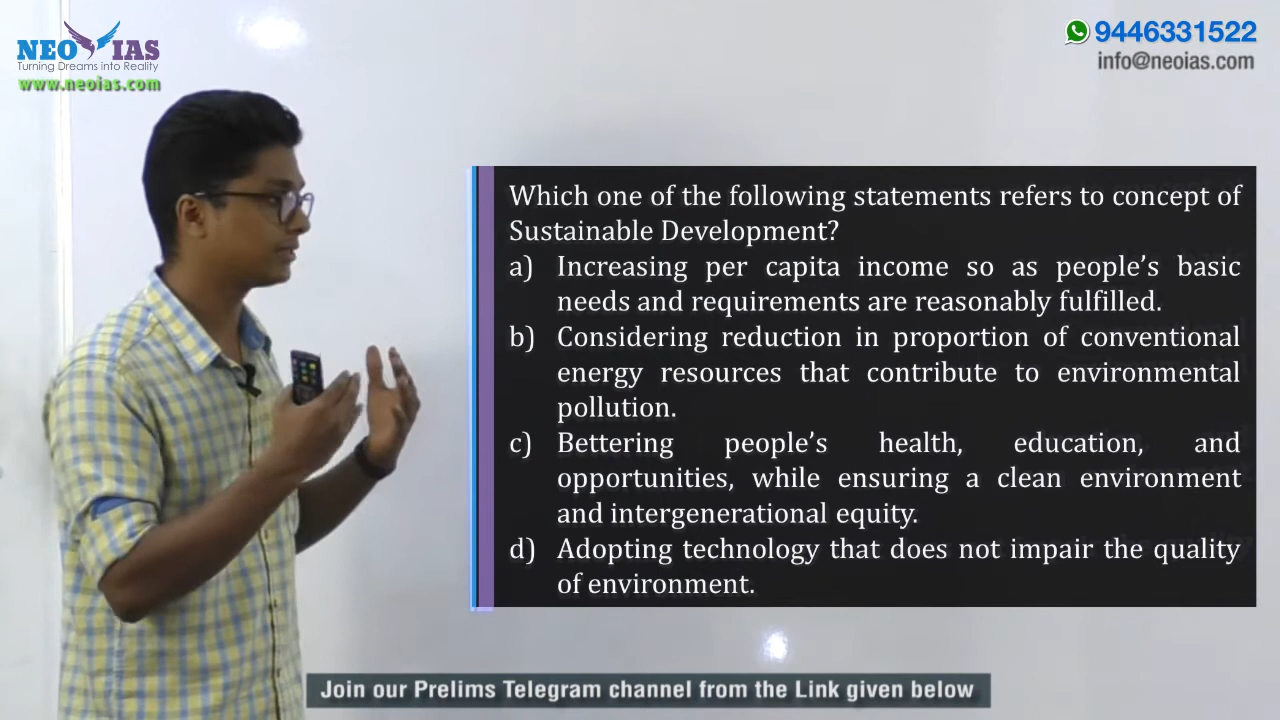 NEO IAS
Turning Dreams into Reality
www.neoias.com
9446331522
info@neoias.com
Which one of the following statements refers to concept of
Sustainable Development?
a) Increasing per capita income so as people's basic
needs and requirements are reasonably fulfilled.
b) Considering reduction in proportion of conventional
energy resources that contribute to environmental
pollution.
c) Bettering people's health, education, and
opportunities, while ensuring a clean environment
and intergenerational equity.
d) Adopting technology that does not impair the quality
of environment.
Join our Prelims Telegram channel from the Link given below